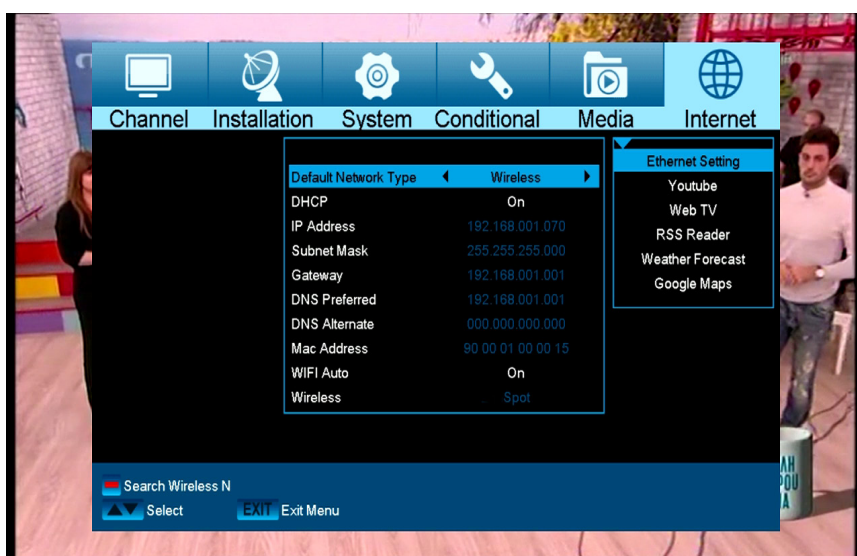 Channel Installation System Conditional Media Internet
Default Network Type Wireless
DHCP On
IP Address 192.168.001.070
Subnet Mask 255.255.255.000
Gateway 192.168.001.001
DNS Preferred 192.168.001.001
DNS Alternate 000.000.000.000
Mac Address 90 00 01 00 00 15
WIFI Auto On
Wireless Spot
Ethernet Setting
Youtube
Web TV
RSS Reader
Weather Forecast
Google Maps
Search Wireless N
Select EXIT Exit Menu